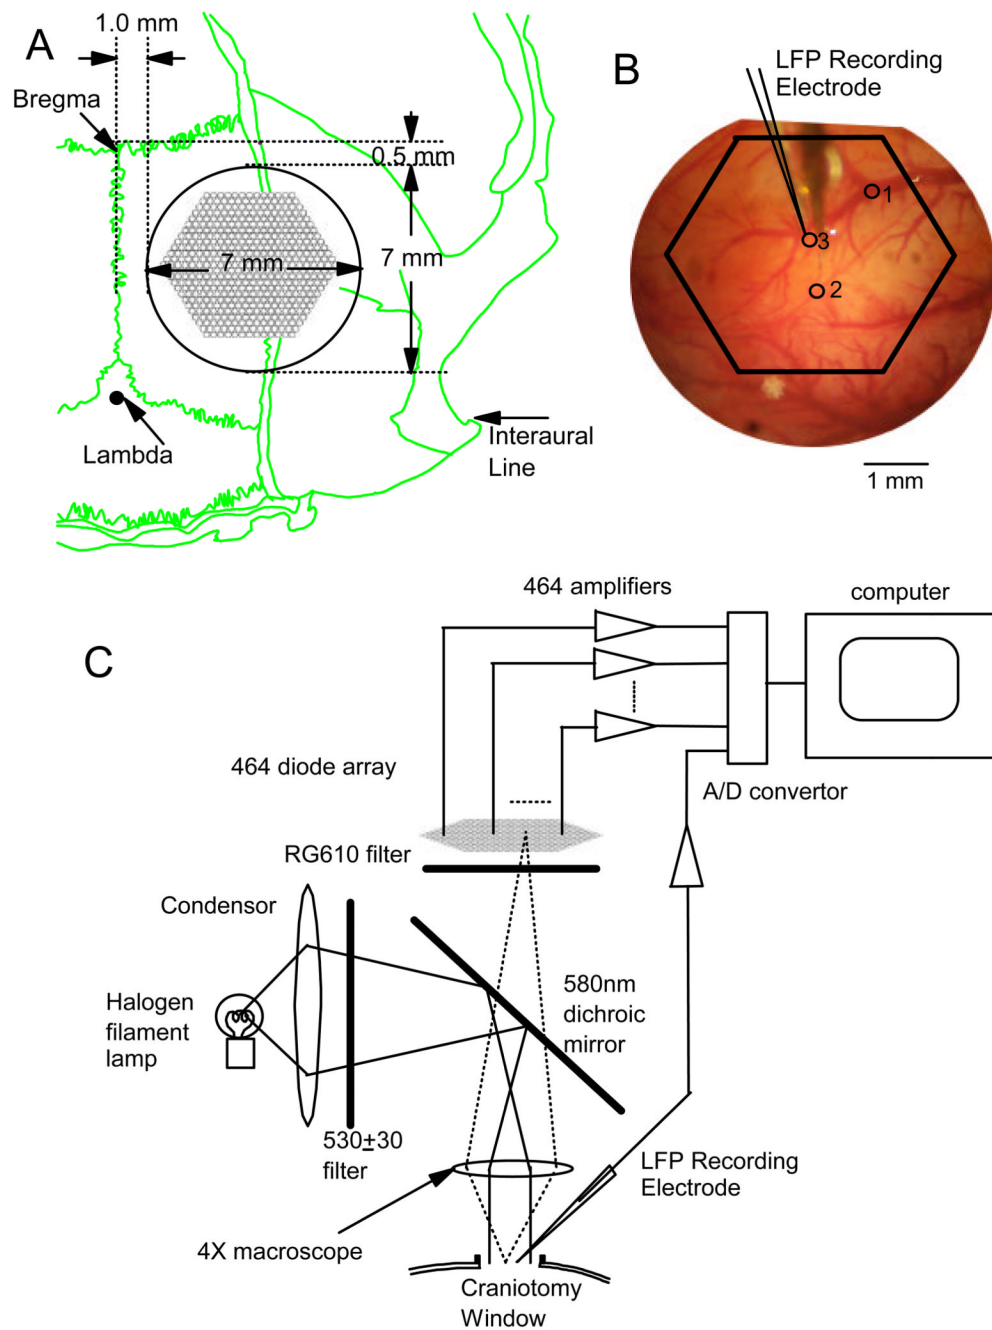 A
1.0 mm
Bregma
0.5 mm
7 mm
7 mm
Lambda
Interaural
Line
B
LFP Recording
Electrode
1
3
2
1 mm
C
464 amplifiers
computer
464 diode array
A/D convertor
RG610 filter
Condensor
Halogen
filament
lamp
580nm
dichroic
mirror
530±30
filter
LFP Recording
Electrode
4X macroscope
Craniotomy
Window